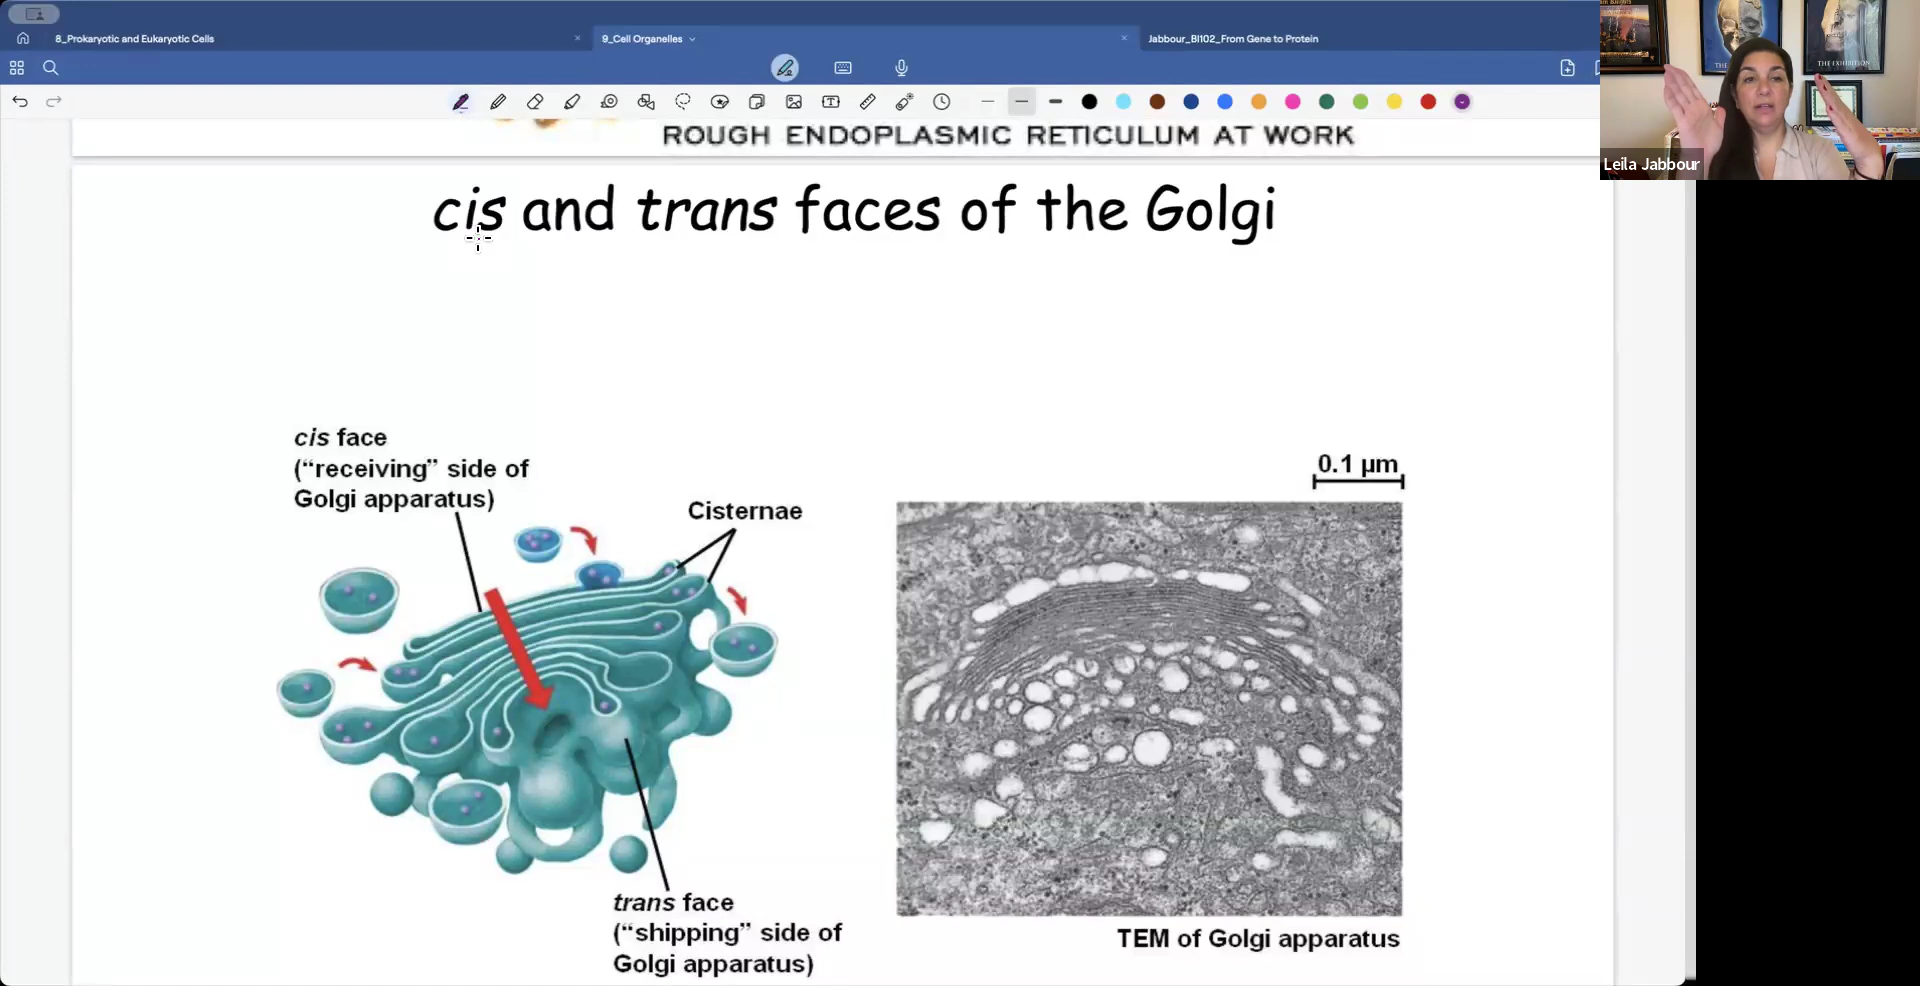 8_Prokaryotic and Eukaryotic Cells
9_Cell Organelles
Jabbour_BI102_From Gene to Protein
THE EXHIBITION
Leila Jabbour
ROUGH ENDOPLASMIC RETICULUM AT WORK
cis and trans faces of the Golgi
cis face
(“receiving” side of
Golgi apparatus)
Cisternae
0.1 µm
trans face
(“shipping” side of
Golgi apparatus)
TEM of Golgi apparatus